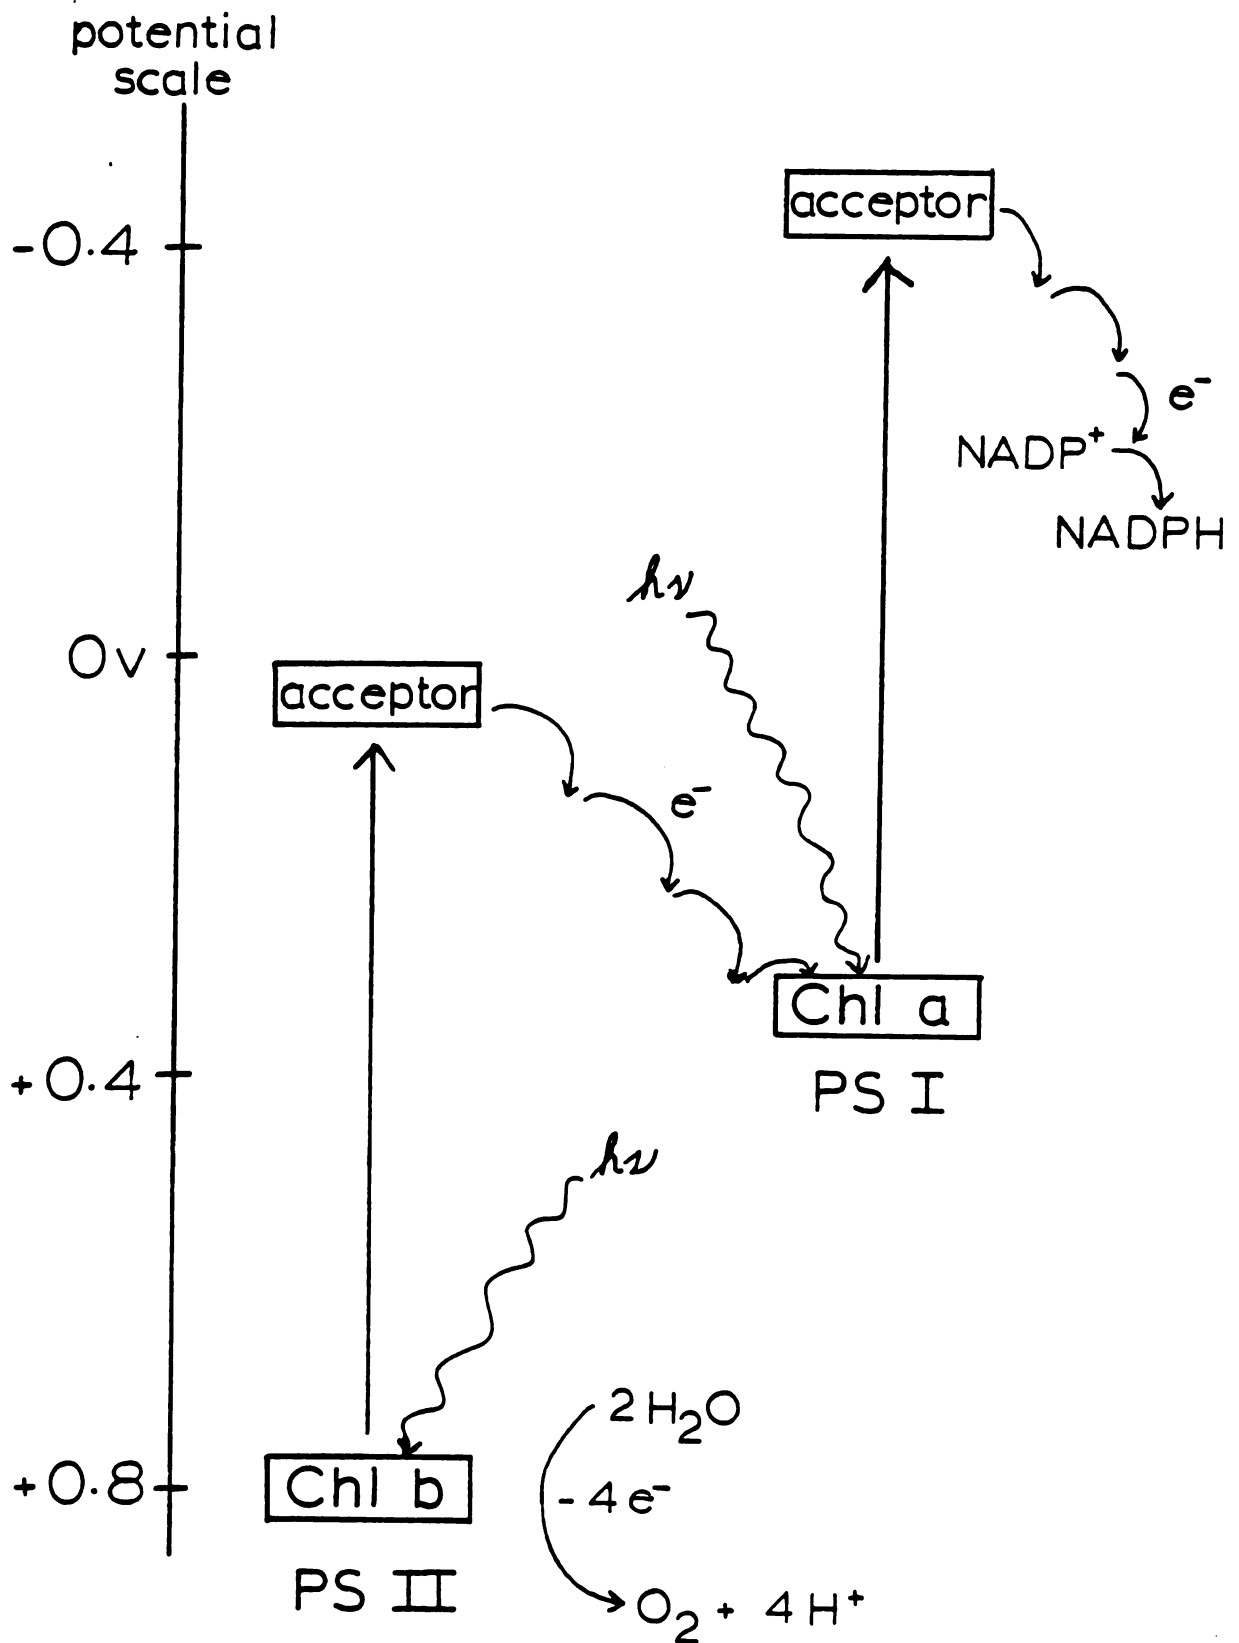 potential
scale
acceptor
-0.4
e⁻
NADP⁺
NADPH
hν
0v
acceptor
e⁻
Chl a
+0.4
PS I
hν
2H₂O
+0.8
Chl b
-4e⁻
PS II
O₂ + 4H⁺